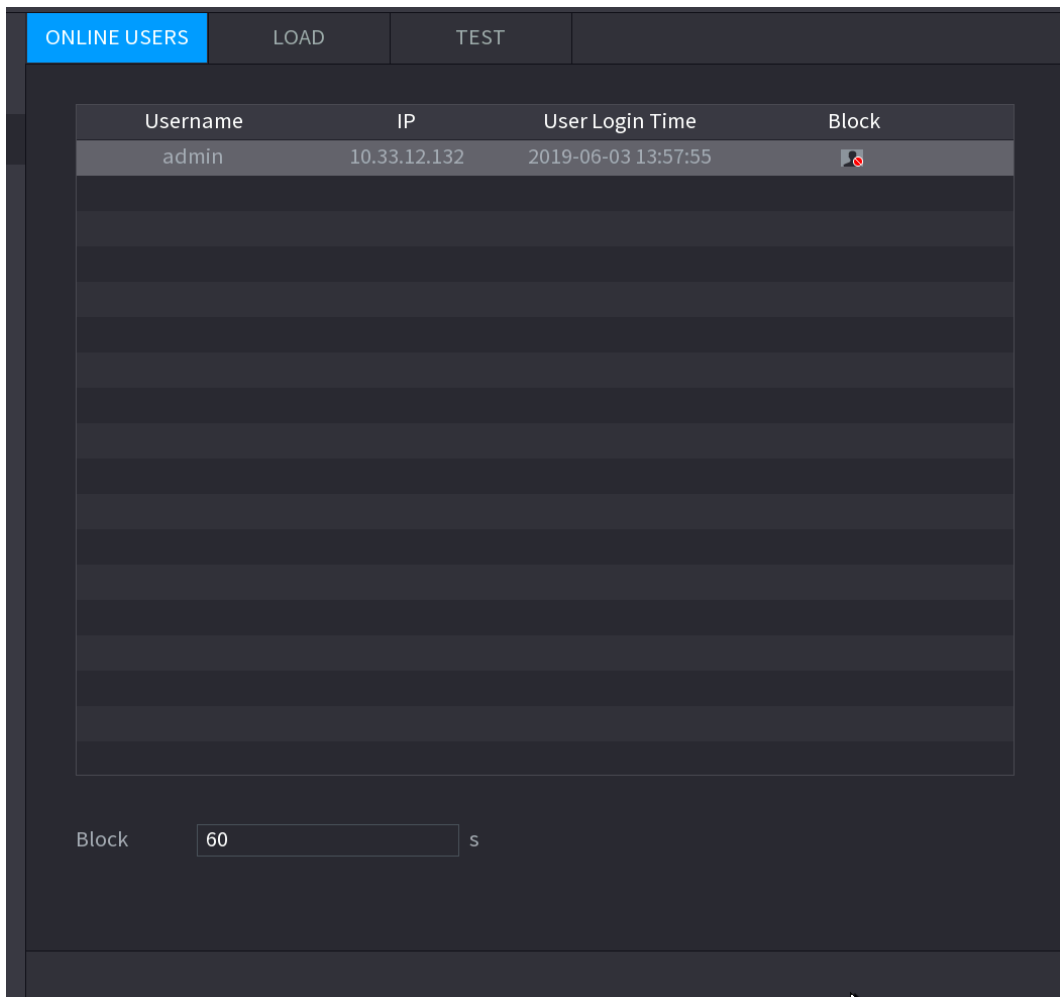 ONLINE USERS LOAD TEST
Username IP User Login Time Block
admin 10.33.12.132 2019-06-03 13:57:55
Block 60 s